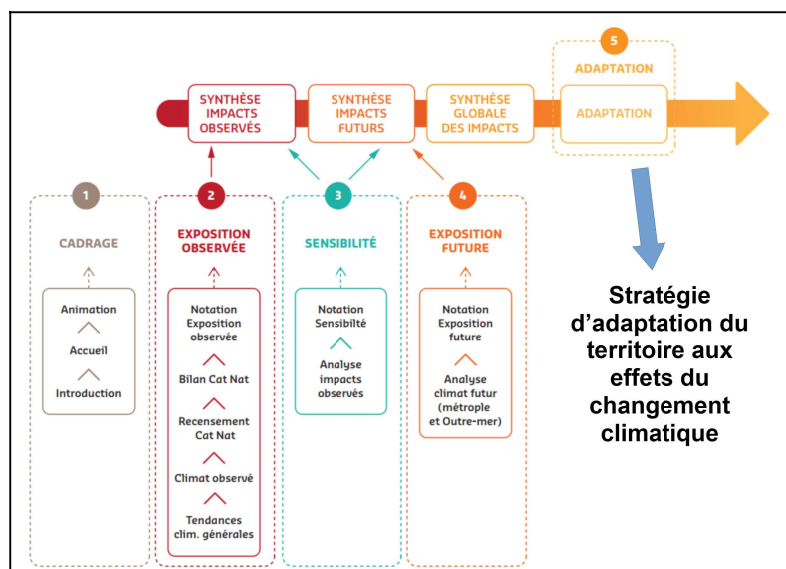 5
ADAPTATION
SYNTHÈSE
IMPACTS
OBSERVÉS
SYNTHÈSE
IMPACTS
FUTURS
SYNTHÈSE
GLOBALE
DES IMPACTS
ADAPTATION
1
CADRAGE
Animation
Accueil
Introduction
2
EXPOSITION
OBSERVÉE
Notation
Exposition
observée
Bilan Cat Nat
Recensement
Cat Nat
Climat observé
Tendances
clim. générales
3
SENSIBILITÉ
Notation
Sensibilté
Analyse
impacts
observés
4
EXPOSITION
FUTURE
Notation
Exposition
future
Analyse
climat futur
(métrople
et Outre-mer)
Stratégie
d'adaptation du
territoire aux
effets du
changement
climatique